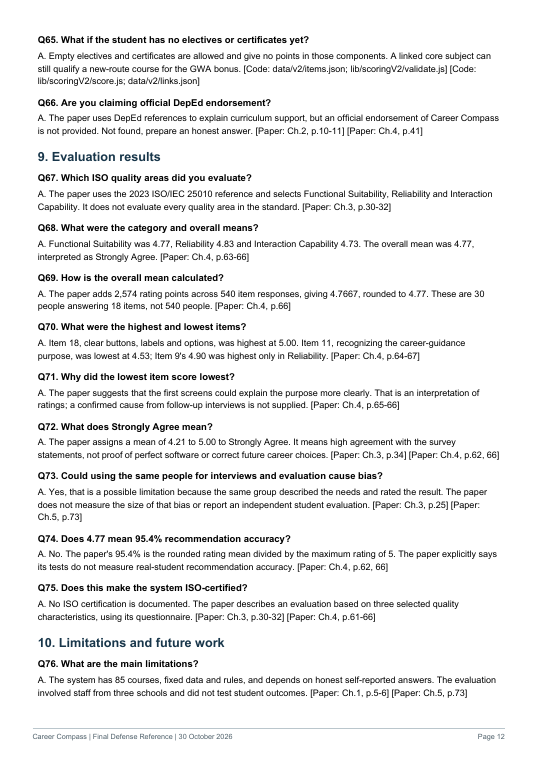 Q65. What if the student has no electives or certificates yet?
A. Empty electives and certificates are allowed and give no points in those components. A linked core subject can
still qualify a new-route course for the GWA bonus. [Code: data/v2/items.json; lib/scoringV2/validate.js] [Code:
lib/scoringV2/score.js; data/v2/links.json]
Q66. Are you claiming official DepEd endorsement?
A. The paper uses DepEd references to explain curriculum support, but an official endorsement of Career Compass
is not provided. Not found, prepare an honest answer. [Paper: Ch.2, p.10-11] [Paper: Ch.4, p.41]
9. Evaluation results
Q67. Which ISO quality areas did you evaluate?
A. The paper uses the 2023 ISO/IEC 25010 reference and selects Functional Suitability, Reliability and Interaction
Capability. It does not evaluate every quality area in the standard. [Paper: Ch.3, p.30-32]
Q68. What were the category and overall means?
A. Functional Suitability was 4.77, Reliability 4.83 and Interaction Capability 4.73. The overall mean was 4.77,
interpreted as Strongly Agree. [Paper: Ch.4, p.63-66]
Q69. How is the overall mean calculated?
A. The paper adds 2,574 rating points across 540 item responses, giving 4.7667, rounded to 4.77. These are 30
people answering 18 items, not 540 people. [Paper: Ch.4, p.66]
Q70. What were the highest and lowest items?
A. Item 18, clear buttons, labels and options, was highest at 5.00. Item 11, recognizing the career-guidance
purpose, was lowest at 4.53; Item 9's 4.90 was highest only in Reliability. [Paper: Ch.4, p.64-67]
Q71. Why did the lowest item score lowest?
A. The paper suggests that the first screens could explain the purpose more clearly. That is an interpretation of
ratings; a confirmed cause from follow-up interviews is not supplied. [Paper: Ch.4, p.65-66]
Q72. What does Strongly Agree mean?
A. The paper assigns a mean of 4.21 to 5.00 to Strongly Agree. It means high agreement with the survey
statements, not proof of perfect software or correct future career choices. [Paper: Ch.3, p.34] [Paper: Ch.4, p.62, 66]
Q73. Could using the same people for interviews and evaluation cause bias?
A. Yes, that is a possible limitation because the same group described the needs and rated the result. The paper
does not measure the size of that bias or report an independent student evaluation. [Paper: Ch.3, p.25] [Paper:
Ch.5, p.73]
Q74. Does 4.77 mean 95.4% recommendation accuracy?
A. No. The paper's 95.4% is the rounded rating mean divided by the maximum rating of 5. The paper explicitly says
its tests do not measure real-student recommendation accuracy. [Paper: Ch.4, p.62, 66]
Q75. Does this make the system ISO-certified?
A. No ISO certification is documented. The paper describes an evaluation based on three selected quality
characteristics, using its questionnaire. [Paper: Ch.3, p.30-32] [Paper: Ch.4, p.61-66]
10. Limitations and future work
Q76. What are the main limitations?
A. The system has 85 courses, fixed data and rules, and depends on honest self-reported answers. The evaluation
involved staff from three schools and did not test student outcomes. [Paper: Ch.1, p.5-6] [Paper: Ch.5, p.73]
Career Compass | Final Defense Reference | 30 October 2026
Page 12